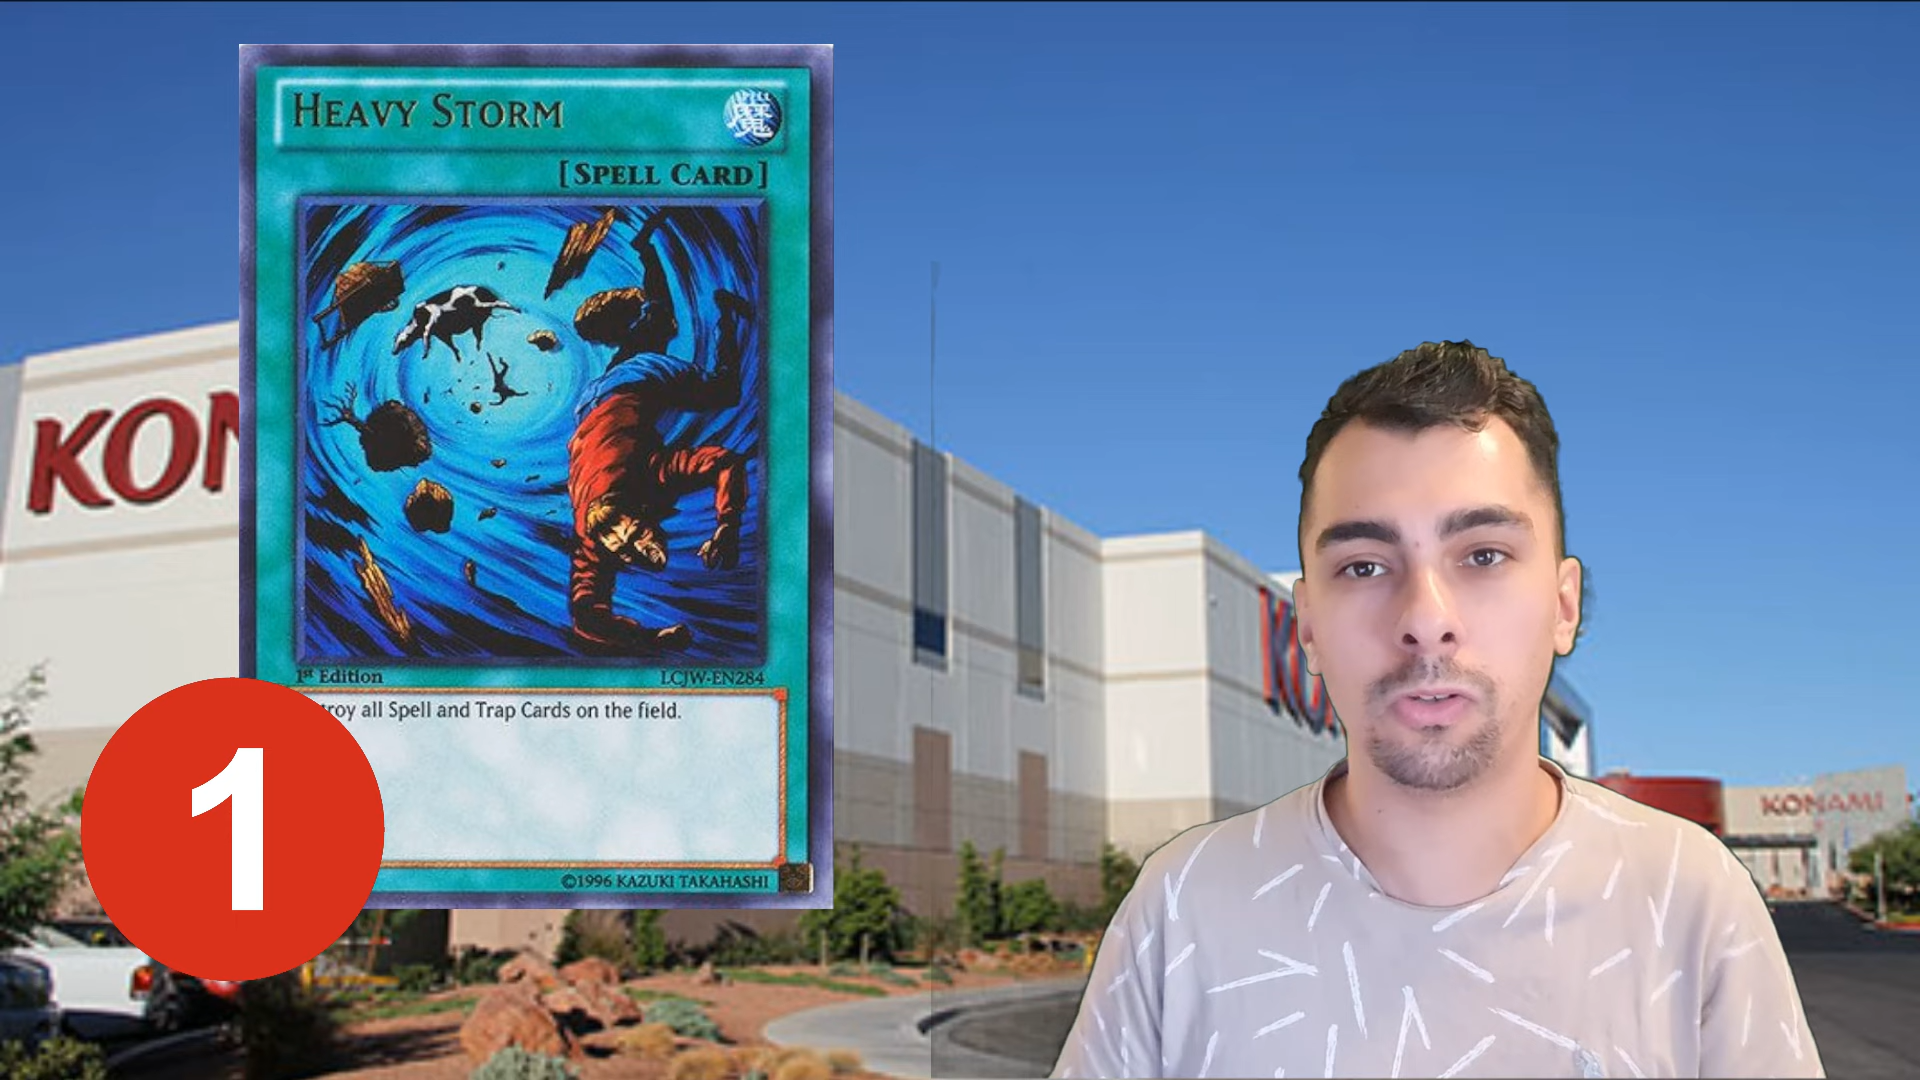 HEAVY STORM
魔
[SPELL CARD]
KON
1st Edition
LCJW-EN284
troy all Spell and Trap Cards on the field.
1
©1996 KAZUKI TAKAHASHI
KO
KONAMI